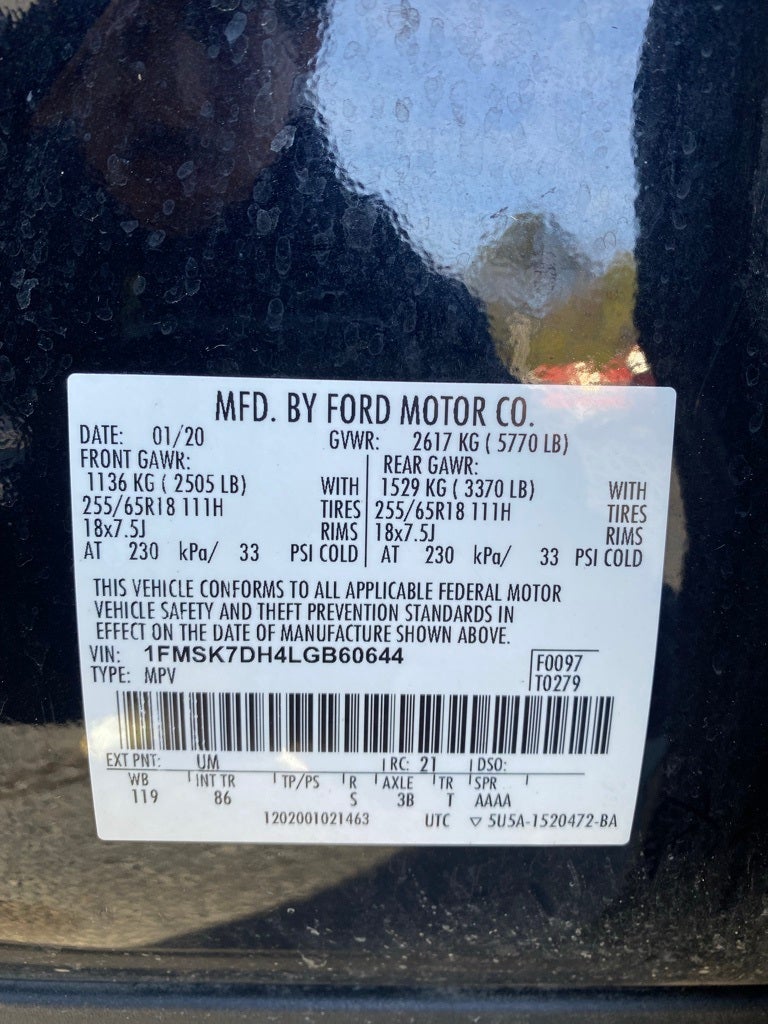 MFD. BY FORD MOTOR CO.
DATE: 01/20 GVWR: 2617 KG ( 5770 LB)
FRONT GAWR: REAR GAWR:
1136 KG ( 2505 LB) WITH 1529 KG ( 3370 LB) WITH
255/65R18 111H TIRES 255/65R18 111H TIRES
18x7.5J RIMS 18x7.5J RIMS
AT 230 kPa/ 33 PSI COLD AT 230 kPa/ 33 PSI COLD
THIS VEHICLE CONFORMS TO ALL APPLICABLE FEDERAL MOTOR
VEHICLE SAFETY AND THEFT PREVENTION STANDARDS IN
EFFECT ON THE DATE OF MANUFACTURE SHOWN ABOVE.
VIN: 1FMSK7DH4LGB60644 F0097
TYPE: MPV T0279
EXT PNT: UM RC: 21 DSO:
WB INT TR TP/PS R AXLE TR SPR
119 86 S 3B T AAAA
1202001021463 UTC ▽ 5U5A-1520472-BA